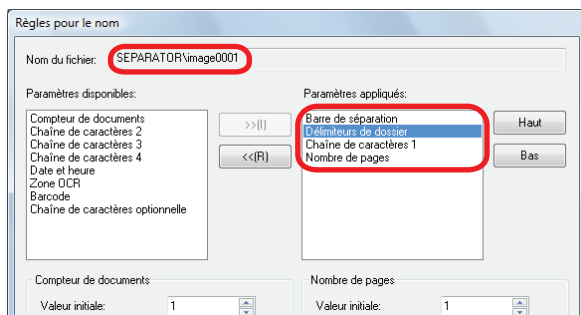 Règles pour le nom
Nom du fichier: SEPARATOR\image0001
Paramètres disponibles:
Compteur de documents
Chaîne de caractères 2
Chaîne de caractères 3
Chaîne de caractères 4
Date et heure
Zone OCR
Barcode
Chaîne de caractères optionnelle
>>(I)
<<(R)
Paramètres appliqués:
Barre de séparation
Délimiteurs de dossier
Chaîne de caractères 1
Nombre de pages
Haut
Bas
Compteur de documents
Valeur initiale: 1
Nombre de pages
Valeur initiale: 1